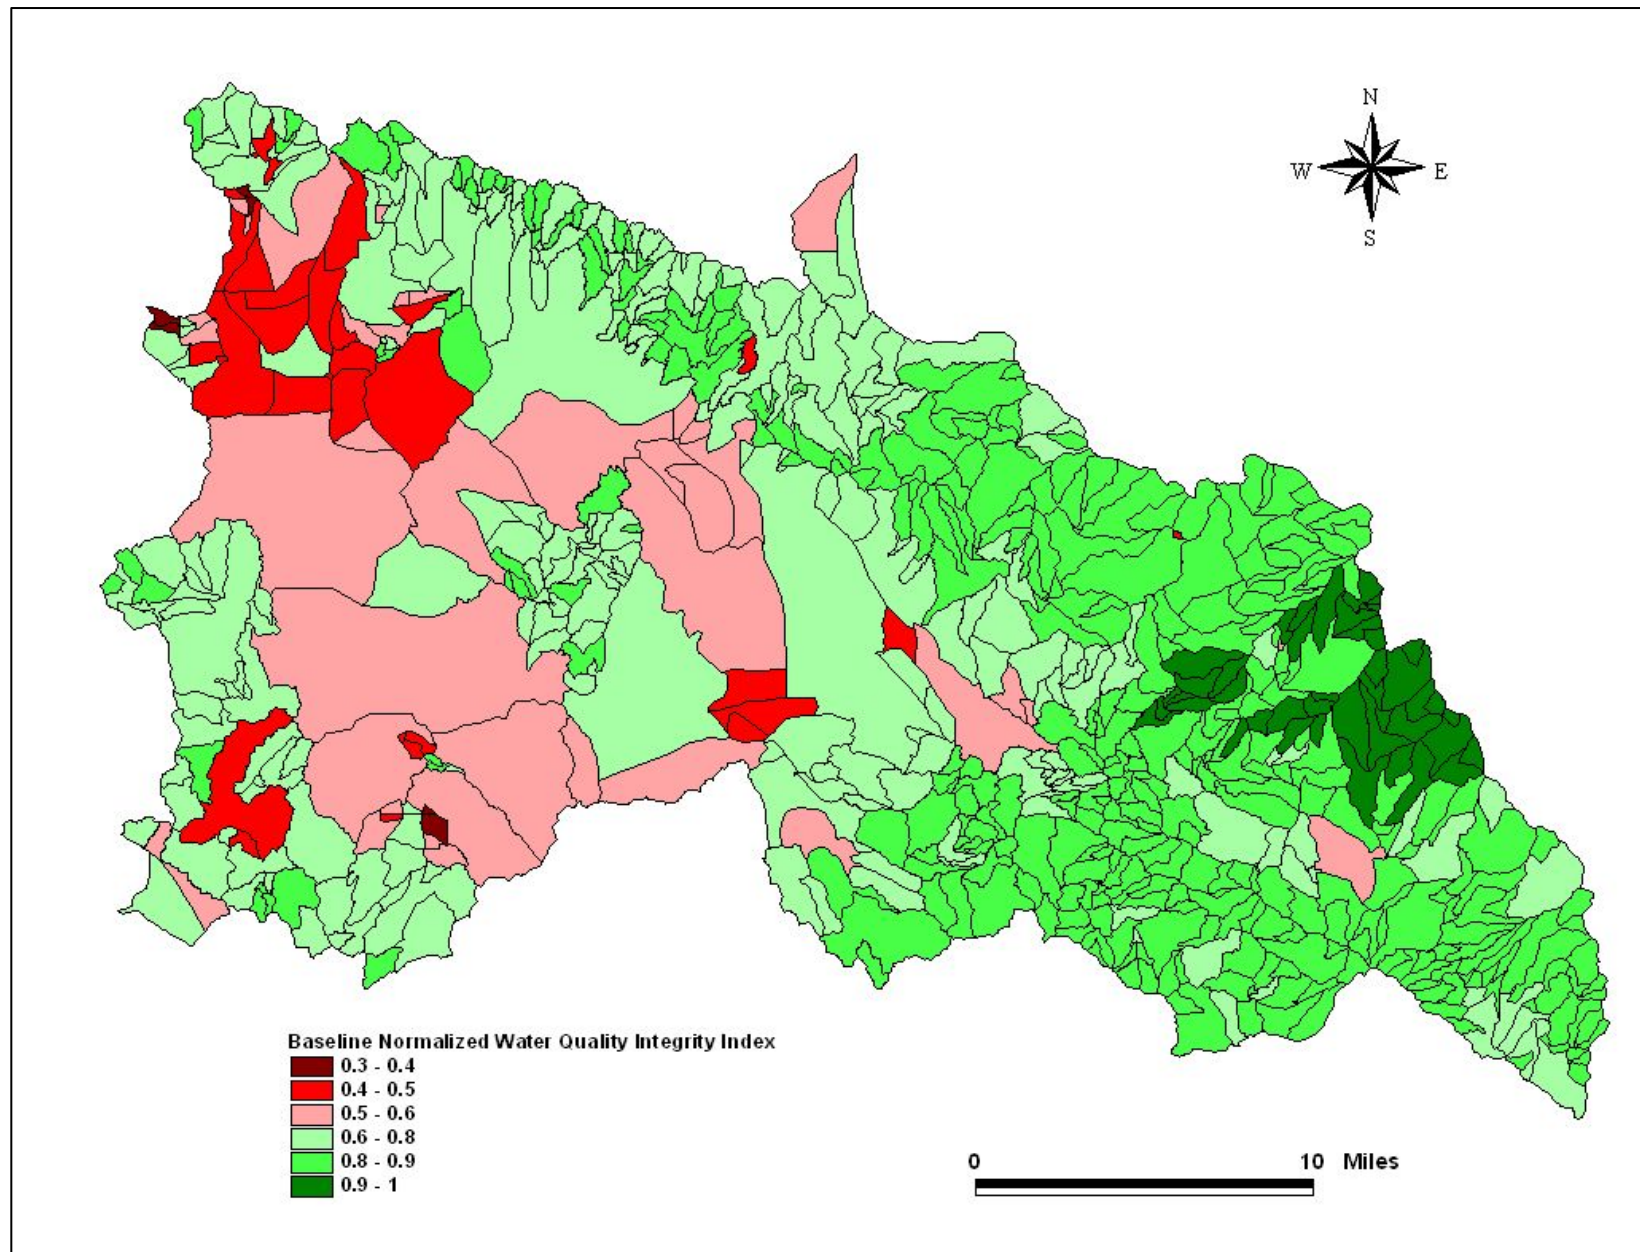 N
W E
S
Baseline Normalized Water Quality Integrity Index
0.3 - 0.4
0.4 - 0.5
0.5 - 0.6
0.6 - 0.8
0.8 - 0.9
0.9 - 1
0 10 Miles